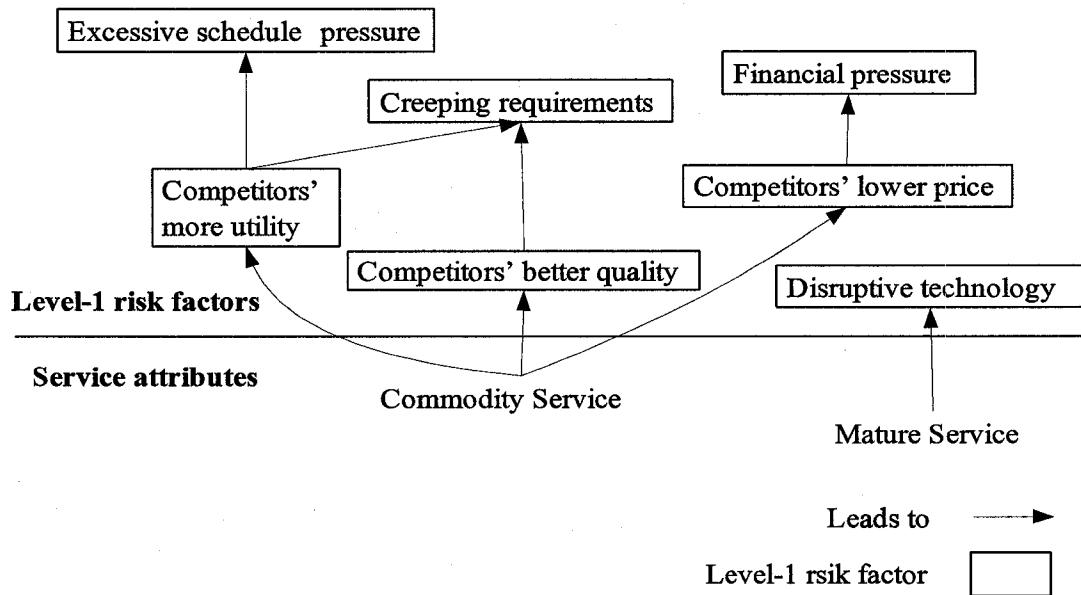 Excessive schedule pressure
Financial pressure
Creeping requirements
Competitors'
more utility
Competitors' lower price
Competitors' better quality
Disruptive technology
Level-1 risk factors
Service attributes
Commodity Service
Mature Service
Leads to
Level-1 rsik factor